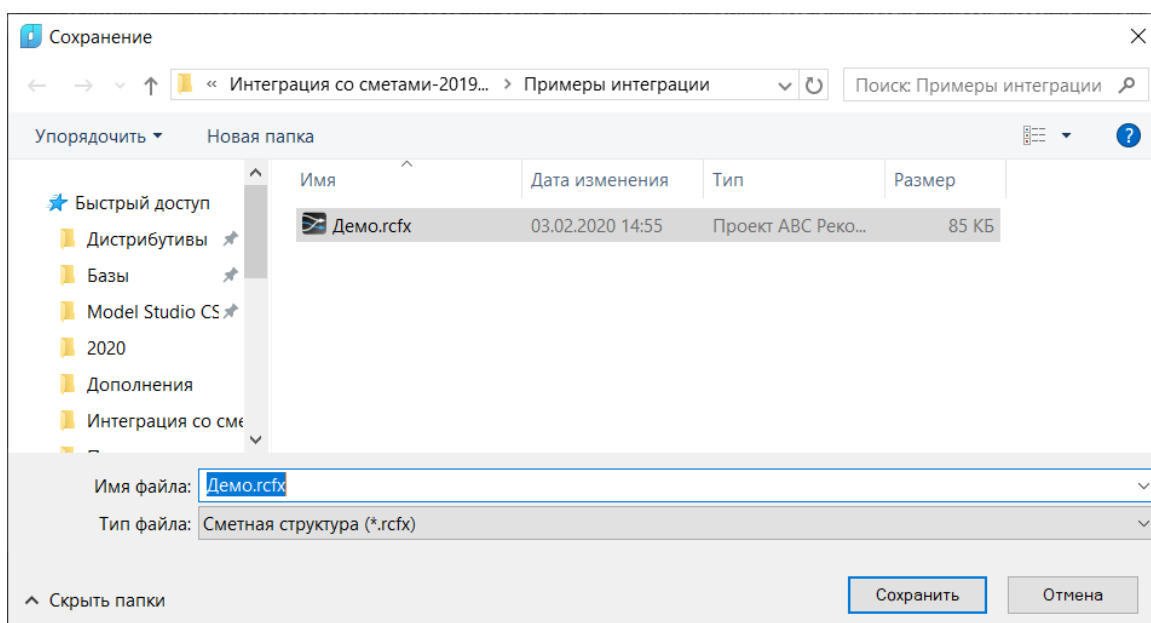 Сохранение
« Интеграция со сметами-2019... > Примеры интеграции
Поиск: Примеры интеграции
Упорядочить Новая папка
?
Имя Дата изменения Тип Размер
Быстрый доступ
Демо.rcfx 03.02.2020 14:55 Проект АВС Реко... 85 КБ
Дистрибутивы
Базы
Model Studio CS
2020
Дополнения
Интеграция со сме
Имя файла: Демо.rcfx
Тип файла: Сметная структура (*.rcfx)
Скрыть папки Сохранить Отмена